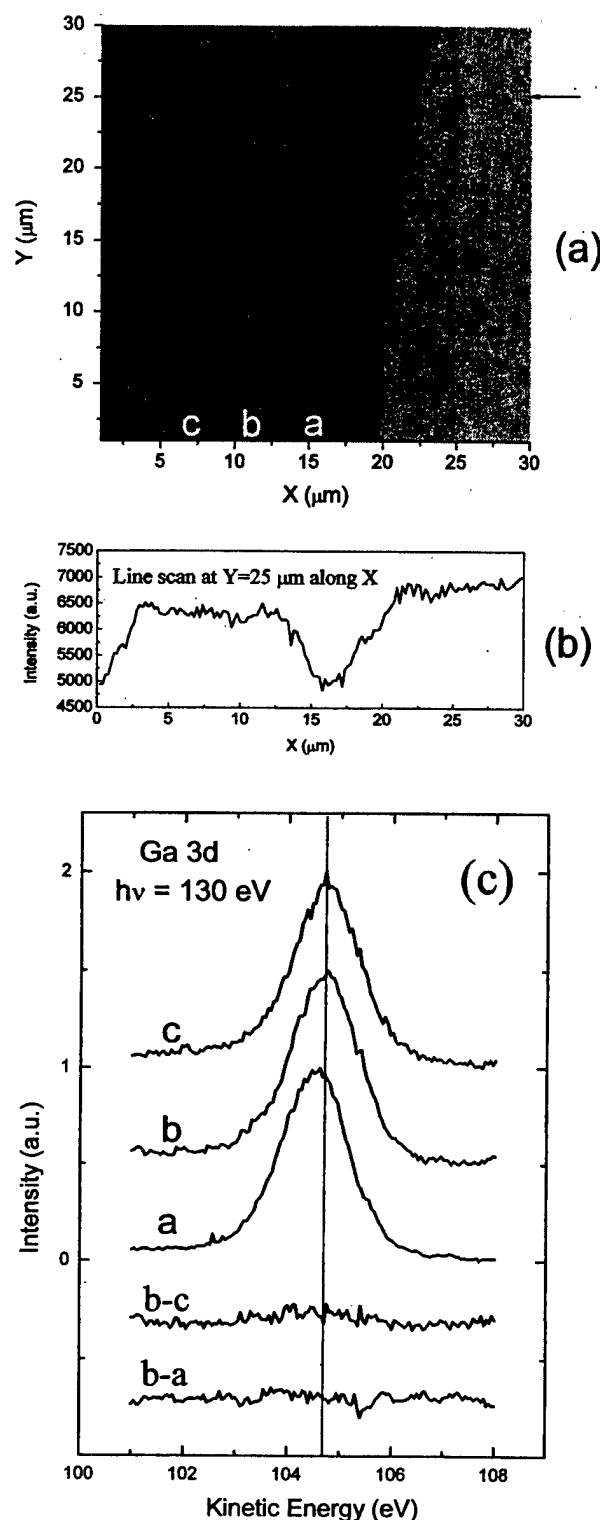 30
25
20
15
10
5
Y (μm)
(a)
c b a
5 10 15 20 25 30
X (μm)
7500
7000
6500
6000
5500
5000
4500
Intensity (a.u.)
Line scan at Y=25 μm along X
(b)
0 5 10 15 20 25 30
X (μm)
2
1
0
Intensity (a.u.)
Ga 3d
hν = 130 eV
(c)
c
b
a
b-c
b-a
100 102 104 106 108
Kinetic Energy (eV)